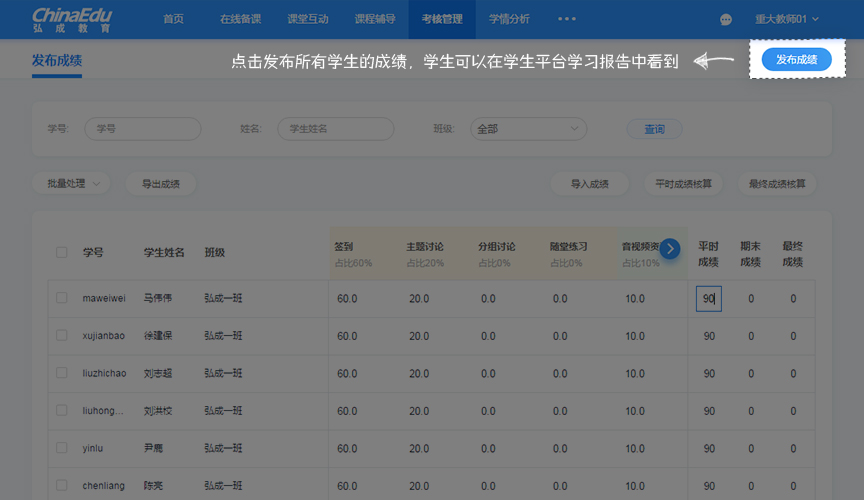 ChinaEdu
弘成教育
首页 在线备课 课堂互动 课程辅导 考核管理 学情分析 ••• 重大教师01
发布成绩
点击发布所有学生的成绩，学生可以在学生平台学习报告中看到
发布成绩
学号: 学号 姓名: 学生姓名 班级: 全部 查询
批量处理 导出成绩 导入成绩 平时成绩核算 最终成绩核算
学号 学生姓名 班级
签到 主题讨论 分组讨论 随堂练习 音视频资
占比60% 占比20% 占比0% 占比0% 占比10%
平时成绩 期末成绩 最终成绩
maweiwei 马伟伟 弘成一班 60.0 20.0 0.0 0.0 10.0 90 0 0
xujianbao 徐建保 弘成一班 60.0 20.0 0.0 0.0 10.0 90 0 0
liuzhichao 刘志超 弘成一班 60.0 20.0 0.0 0.0 10.0 90 0 0
liuhong... 刘洪校 弘成一班 60.0 20.0 0.0 0.0 10.0 90 0 0
yinlu 尹鹰 弘成一班 60.0 20.0 0.0 0.0 10.0 90 0 0
chenliang 陈亮 弘成一班 60.0 20.0 0.0 0.0 10.0 90 0 0